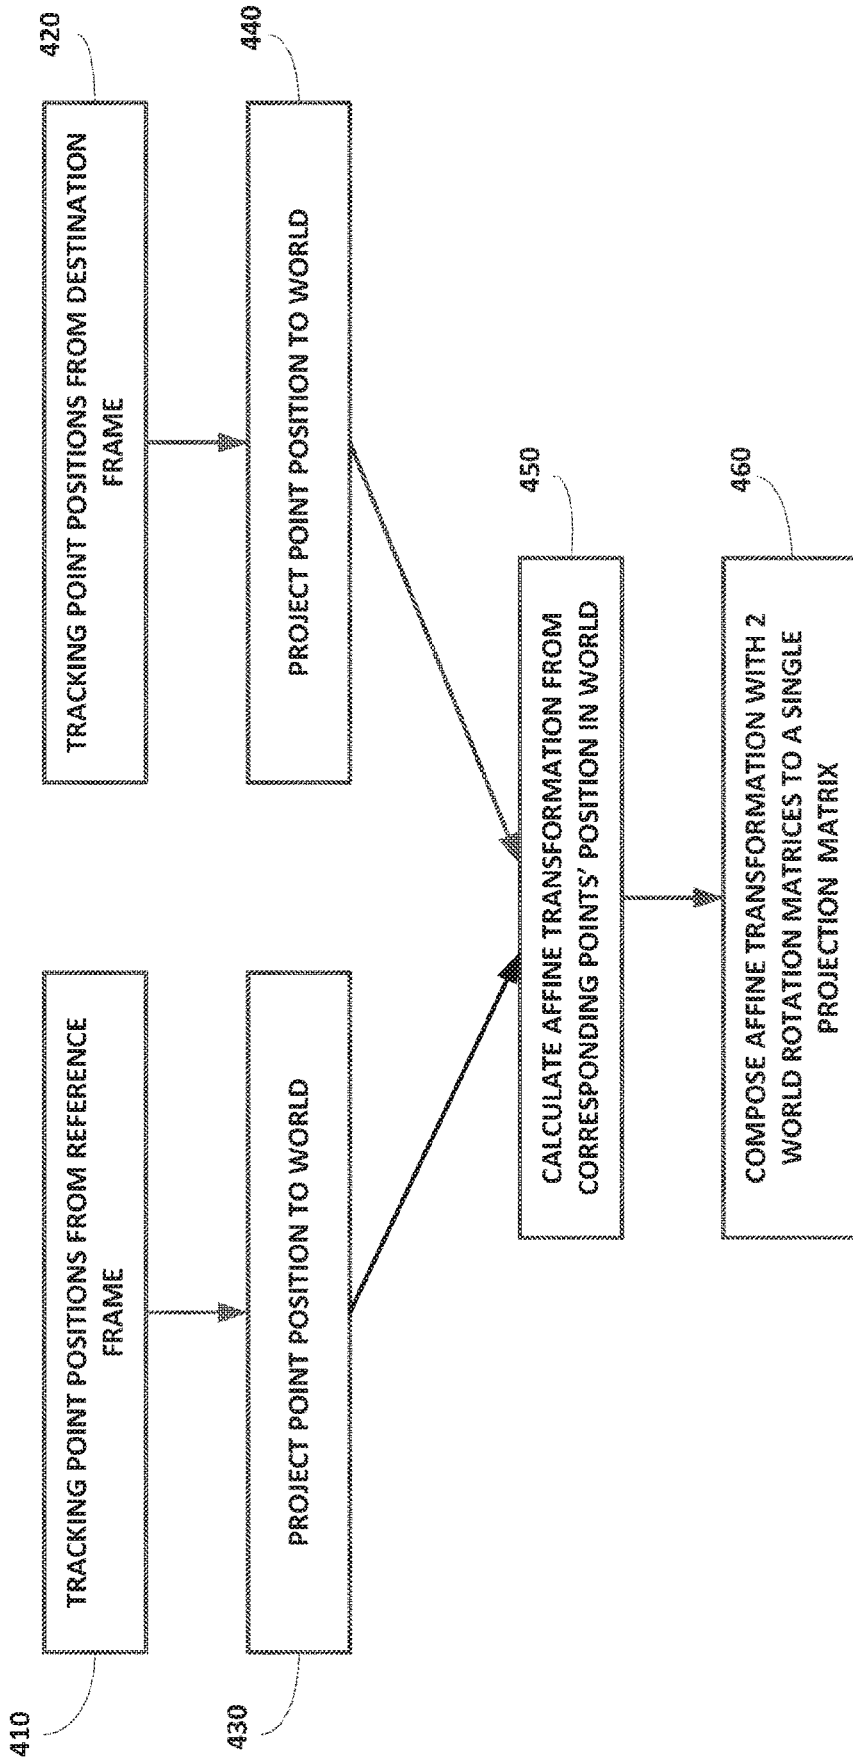 410
TRACKING POINT POSITIONS FROM REFERENCE
FRAME
420
TRACKING POINT POSITIONS FROM DESTINATION
FRAME
430
PROJECT POINT POSITION TO WORLD
440
PROJECT POINT POSITION TO WORLD
450
CALCULATE AFFINE TRANSFORMATION FROM
CORRESPONDING POINTS' POSITION IN WORLD
460
COMPOSE AFFINE TRANSFORMATION WITH 2
WORLD ROTATION MATRICES TO A SINGLE
PROJECTION MATRIX